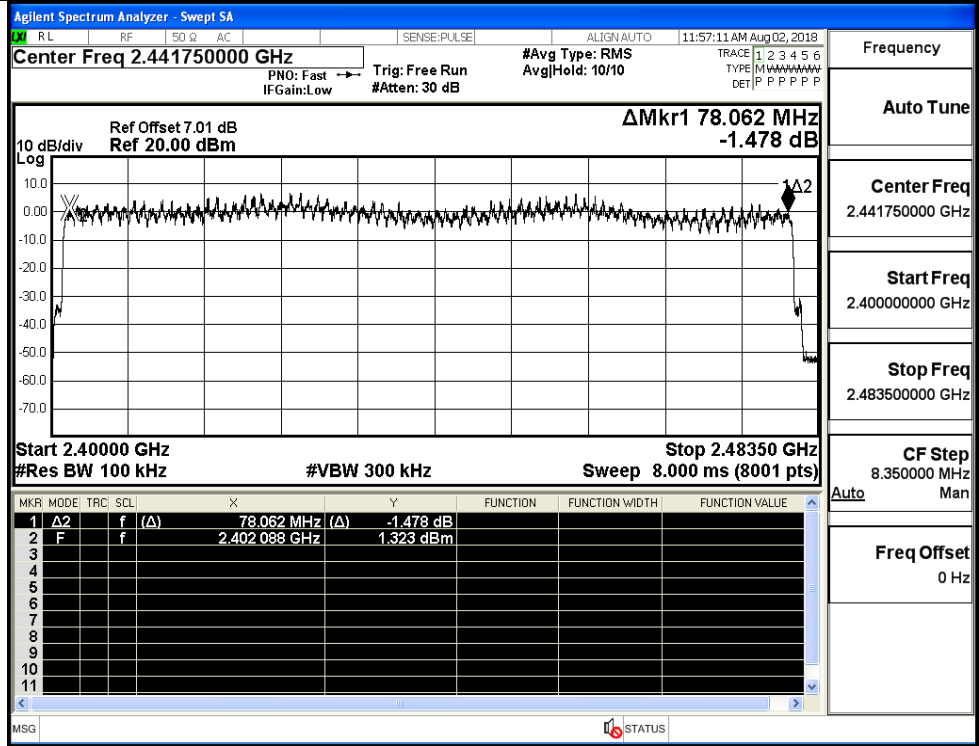 Agilent Spectrum Analyzer - Swept SA
LXI RL RF 50 Ω AC SENSE:PULSE ALIGN AUTO 11:57:11 AM Aug 02, 2018
Center Freq 2.441750000 GHz
PNO: Fast
IFGain:Low
Trig: Free Run
#Atten: 30 dB
#Avg Type: RMS
Avg|Hold: 10/10
TRACE 1 2 3 4 5 6
TYPE M WWWWW
DET P P P P P P
ΔMkr1 78.062 MHz
-1.478 dB
Ref Offset 7.01 dB
10 dB/div Ref 20.00 dBm
Log
10.0
0.00
-10.0
-20.0
-30.0
-40.0
-50.0
-60.0
-70.0
1Δ2
Start 2.40000 GHz Stop 2.48350 GHz
#Res BW 100 kHz #VBW 300 kHz Sweep 8.000 ms (8001 pts)
MKR MODE TRC SCL X Y FUNCTION FUNCTION WIDTH FUNCTION VALUE
1 Δ2 f (Δ) 78.062 MHz (Δ) -1.478 dB
2 F f 2.402 088 GHz 1.323 dBm
3
4
5
6
7
8
9
10
11
MSG STATUS
Frequency
Auto Tune
Center Freq
2.441750000 GHz
Start Freq
2.400000000 GHz
Stop Freq
2.483500000 GHz
CF Step
8.350000 MHz
Auto Man
Freq Offset
0 Hz